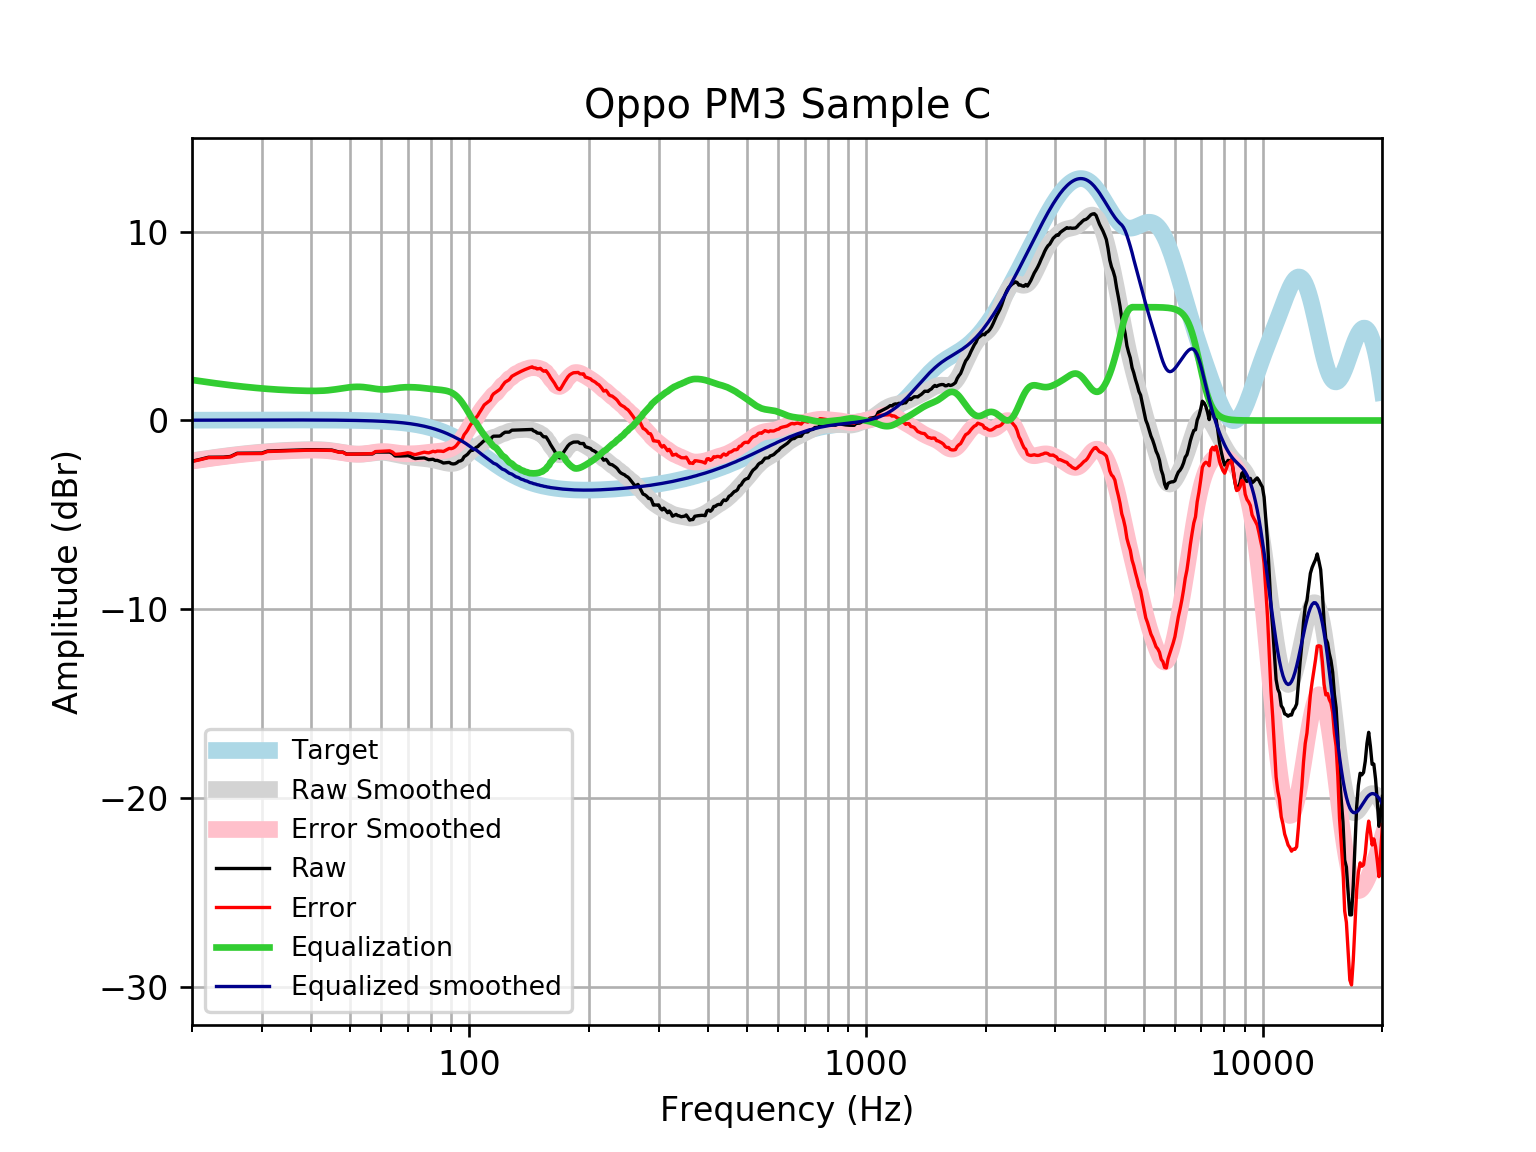 Oppo PM3 Sample C
10
0
−10
−20
−30
Amplitude (dBr)
Target
Raw Smoothed
Error Smoothed
Raw
Error
Equalization
Equalized smoothed
100
1000
10000
Frequency (Hz)